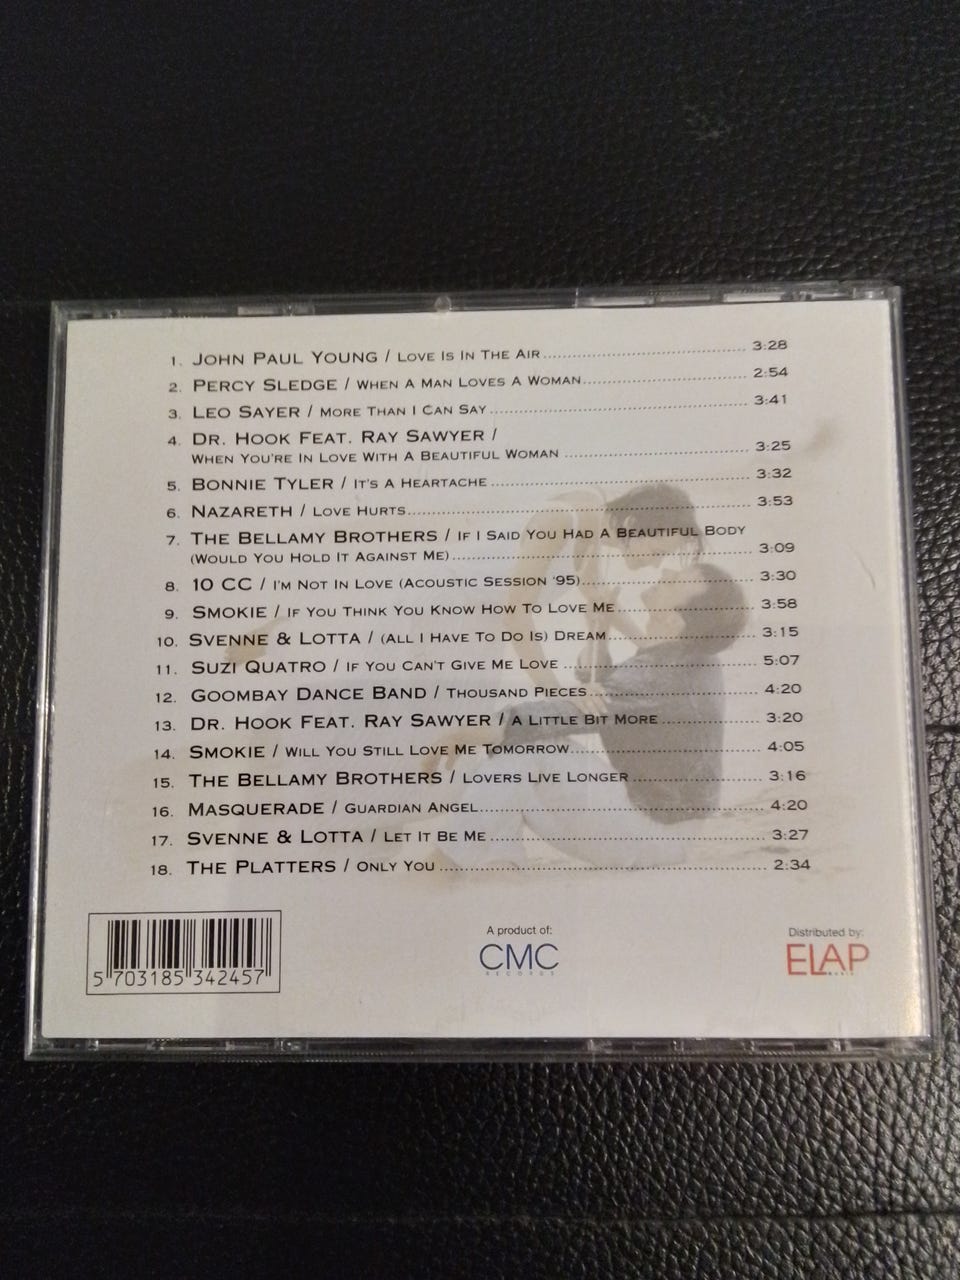 1. JOHN PAUL YOUNG / LOVE IS IN THE AIR 3:28
2. PERCY SLEDGE / WHEN A MAN LOVES A WOMAN 2:54
3. LEO SAYER / MORE THAN I CAN SAY 3:41
4. DR. HOOK FEAT. RAY SAWYER /
WHEN YOU'RE IN LOVE WITH A BEAUTIFUL WOMAN 3:25
5. BONNIE TYLER / IT'S A HEARTACHE 3:32
6. NAZARETH / LOVE HURTS 3:53
7. THE BELLAMY BROTHERS / IF I SAID YOU HAD A BEAUTIFUL BODY
(WOULD YOU HOLD IT AGAINST ME) 3:09
8. 10 CC / I'M NOT IN LOVE (ACOUSTIC SESSION '95) 3:30
9. SMOKIE / IF YOU THINK YOU KNOW HOW TO LOVE ME 3:58
10. SVENNE & LOTTA / (ALL I HAVE TO DO IS) DREAM 3:15
11. SUZI QUATRO / IF YOU CAN'T GIVE ME LOVE 5:07
12. GOOMBAY DANCE BAND / THOUSAND PIECES 4:20
13. DR. HOOK FEAT. RAY SAWYER / A LITTLE BIT MORE 3:20
14. SMOKIE / WILL YOU STILL LOVE ME TOMORROW 4:05
15. THE BELLAMY BROTHERS / LOVERS LIVE LONGER 3:16
16. MASQUERADE / GUARDIAN ANGEL 4:20
17. SVENNE & LOTTA / LET IT BE ME 3:27
18. THE PLATTERS / ONLY YOU 2:34
5 703185 342457
A product of:
CMC
RECORDS
Distributed by:
ELAP
MUSIC